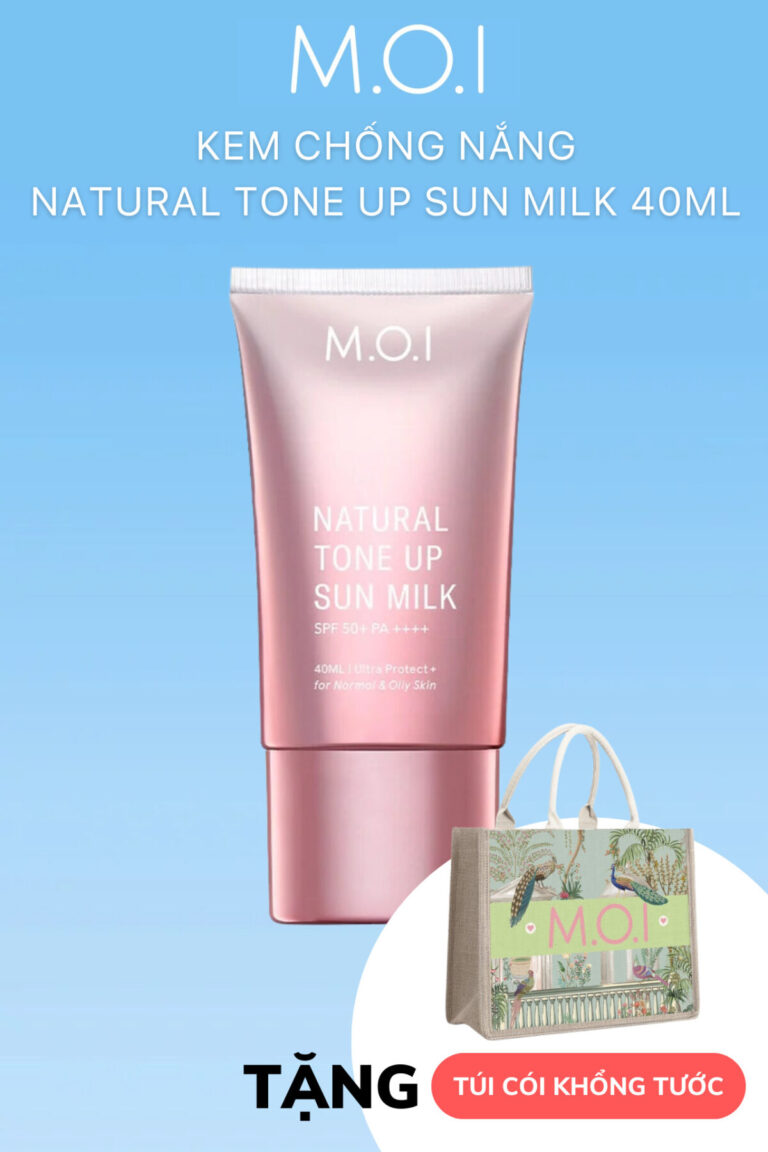 M.O.I
KEM CHỐNG NẮNG
NATURAL TONE UP SUN MILK 40ML
M.O.I
NATURAL
TONE UP
SUN MILK
SPF 50+ PA ++++
40ML | Ultra Protect+
for Normal & Oily Skin
M.O.I
TẶNG
TÚI CÓI KHỔNG TƯỚC